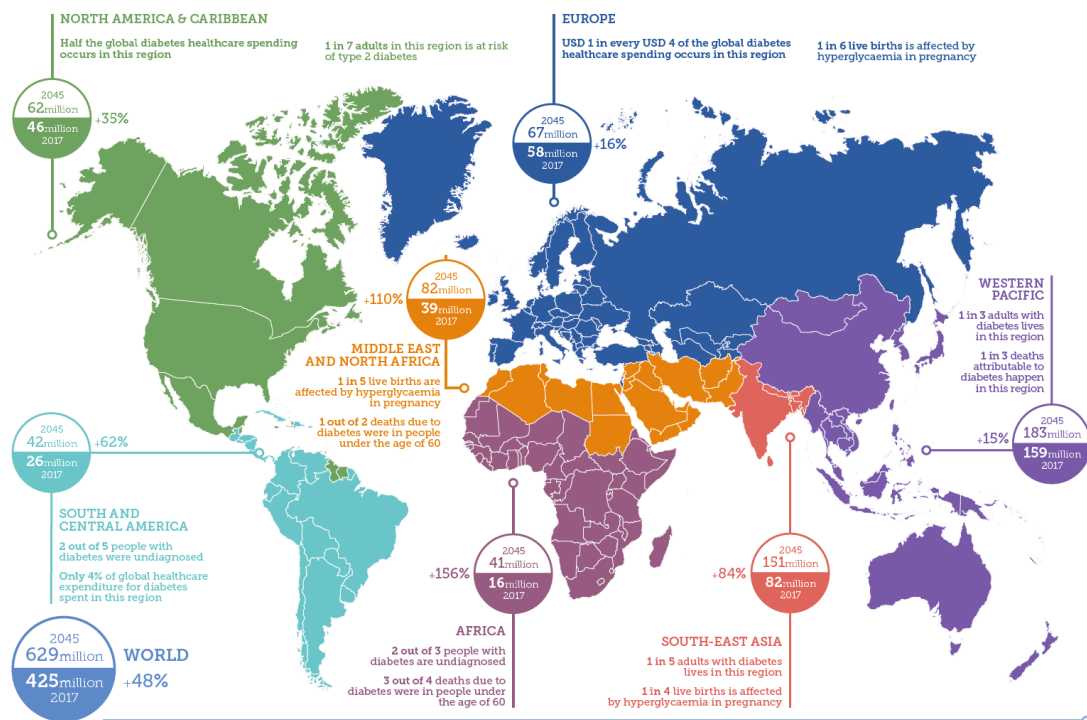 NORTH AMERICA & CARIBBEAN
Half the global diabetes healthcare spending
occurs in this region
1 in 7 adults in this region is at risk
of type 2 diabetes
2045
62million
46million
2017
+35%
EUROPE
USD 1 in every USD 4 of the global diabetes
healthcare spending occurs in this region
1 in 6 live births is affected by
hyperglycaemia in pregnancy
2045
67million
58million
2017
+16%
2045
82million
39million
2017
+110%
MIDDLE EAST
AND NORTH AFRICA
1 in 5 live births are
affected by hyperglycaemia
in pregnancy
1 out of 2 deaths due to
diabetes were in people
under the age of 60
WESTERN
PACIFIC
1 in 3 adults with
diabetes lives
in this region
1 in 3 deaths
attributable to
diabetes happen
in this region
+15%
2045
183million
159million
2017
2045
42million
26million
2017
+62%
SOUTH AND
CENTRAL AMERICA
2 out of 5 people with
diabetes were undiagnosed
Only 4% of global healthcare
expenditure for diabetes
spent in this region
2045
41million
16million
2017
+156%
AFRICA
2 out of 3 people with
diabetes are undiagnosed
3 out of 4 deaths due to
diabetes were in people under
the age of 60
2045
151million
82million
2017
+84%
SOUTH-EAST ASIA
1 in 5 adults with diabetes
lives in this region
1 in 4 live births is affected
by hyperglycaemia in pregnancy
2045
629million
425million
2017
WORLD
+48%